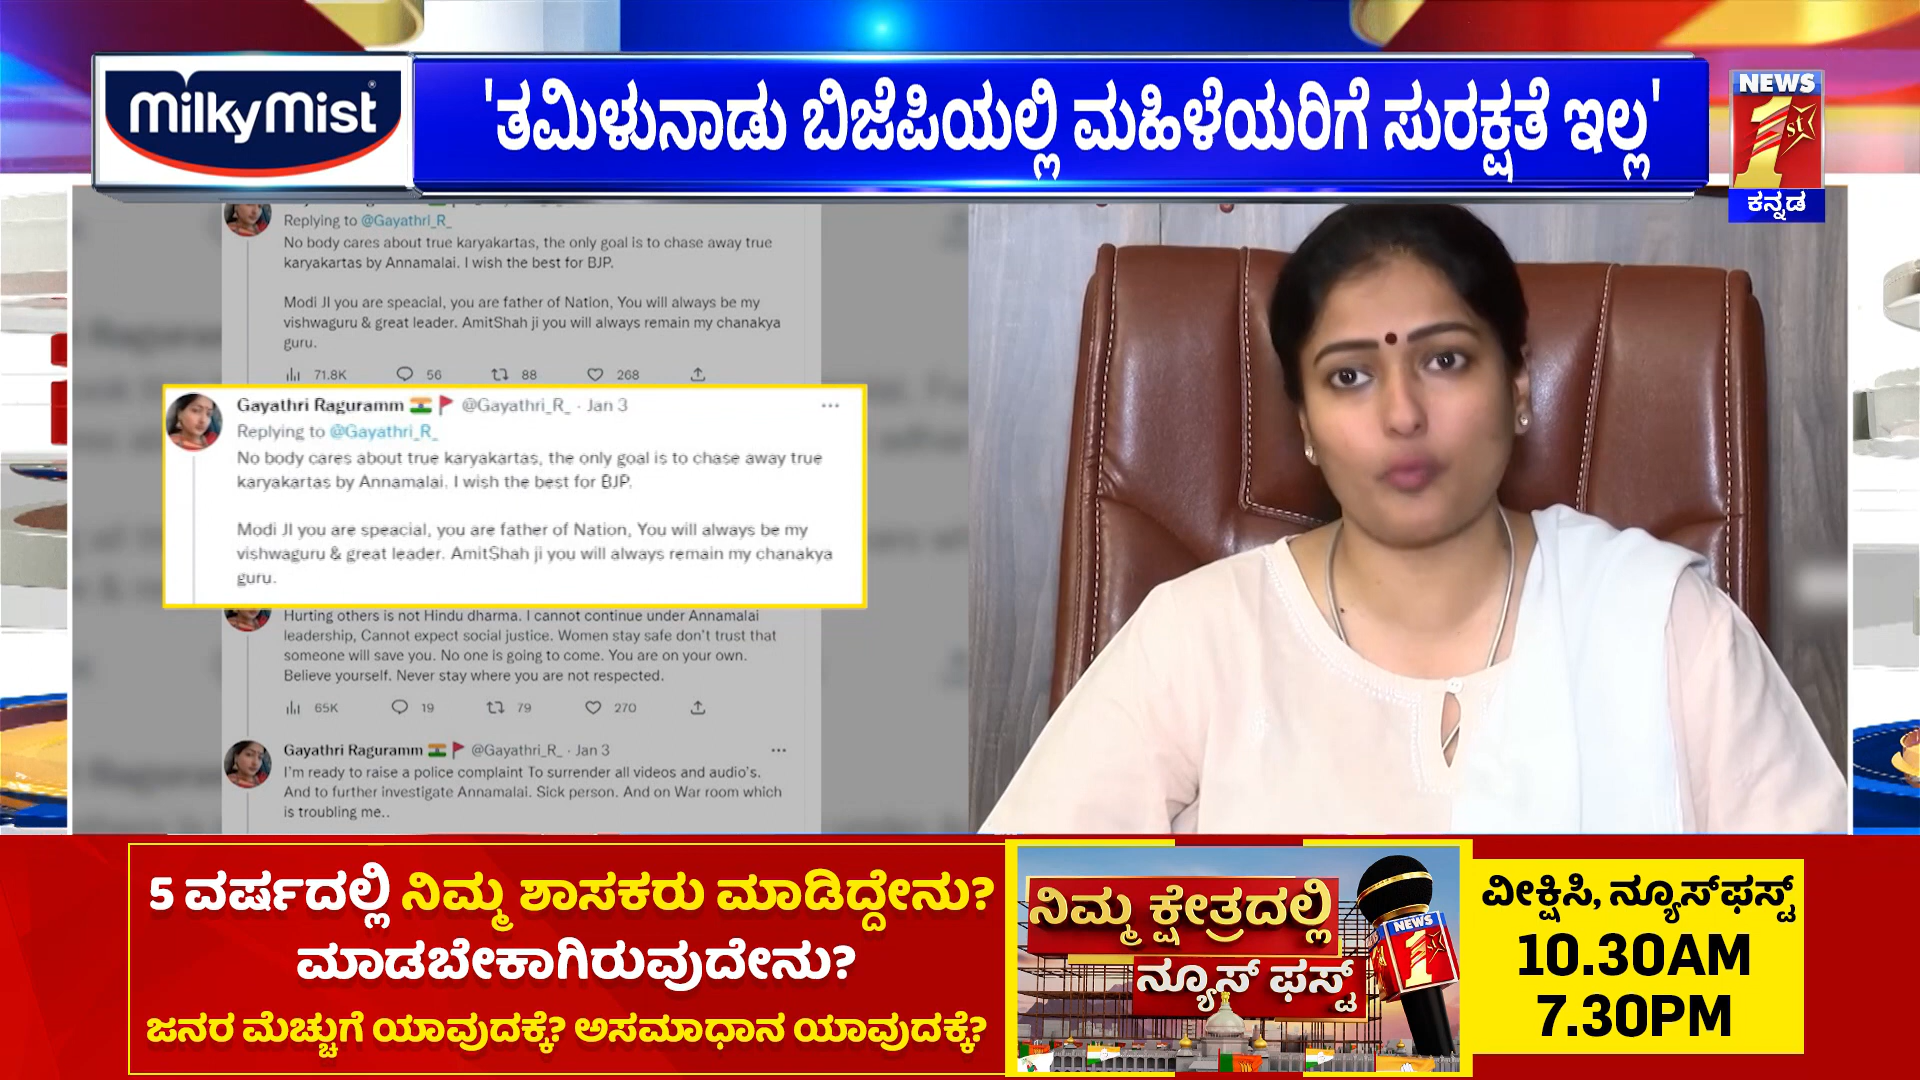 MilkyMist
'ತಮಿಳುನಾಡು ಬಿಜೆಪಿಯಲ್ಲಿ ಮಹಿಳೆಯರಿಗೆ ಸುರಕ್ಷತೆ ಇಲ್ಲ'
NEWS
1st
ಕನ್ನಡ
Replying to @Gayathri_R_
No body cares about true karyakartas, the only goal is to chase away true
karyakartas by Annamalai. I wish the best for BJP.
Modi JI you are speacial, you are father of Nation, You will always be my
vishwaguru & great leader. AmitShah ji you will always remain my chanakya
guru.
71.8K 56 88 268
Gayathri Raguramm @Gayathri_R_ · Jan 3 ...
Replying to @Gayathri_R_
No body cares about true karyakartas, the only goal is to chase away true
karyakartas by Annamalai. I wish the best for BJP.
Modi JI you are speacial, you are father of Nation, You will always be my
vishwaguru & great leader. AmitShah ji you will always remain my chanakya
guru.
Hurting others is not Hindu dharma. I cannot continue under Annamalai
leadership, Cannot expect social justice. Women stay safe don't trust that
someone will save you. No one is going to come. You are on your own.
Believe yourself. Never stay where you are not respected.
65K 19 79 270
Gayathri Raguramm @Gayathri_R_ · Jan 3 ...
I'm ready to raise a police complaint To surrender all videos and audio's.
And to further investigate Annamalai. Sick person. And on War room which
is troubling me..
5 ವರ್ಷದಲ್ಲಿ ನಿಮ್ಮ ಶಾಸಕರು ಮಾಡಿದ್ದೇನು?
ಮಾಡಬೇಕಾಗಿರುವುದೇನು?
ಜನರ ಮೆಚ್ಚುಗೆ ಯಾವುದಕ್ಕೆ? ಅಸಮಾಧಾನ ಯಾವುದಕ್ಕೆ?
ನಿಮ್ಮ ಕ್ಷೇತ್ರದಲ್ಲಿ
ನ್ಯೂಸ್ ಫಸ್ಟ್
NEWS
1
ವೀಕ್ಷಿಸಿ, ನ್ಯೂಸ್‌ಫಸ್ಟ್
10.30AM
7.30PM